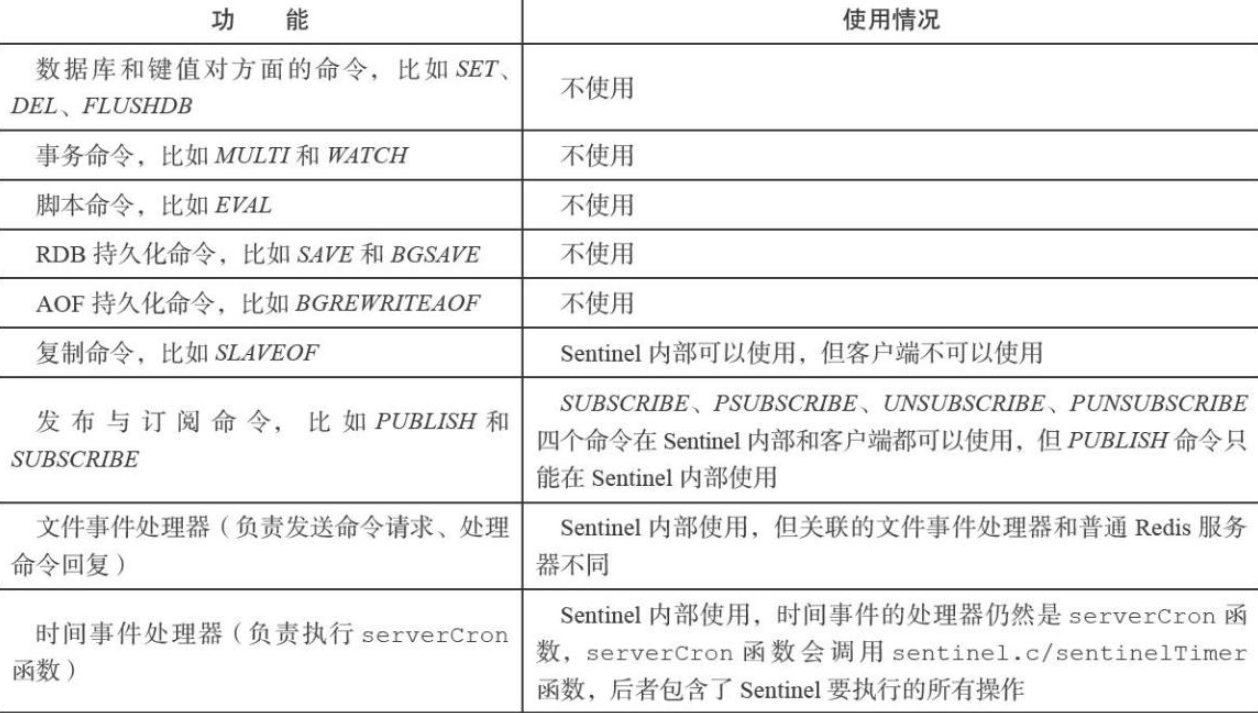 功 能 使用情况
数据库和键值对方面的命令，比如 SET、
DEL、FLUSHDB
不使用
事务命令，比如 MULTI 和 WATCH
不使用
脚本命令，比如 EVAL
不使用
RDB 持久化命令，比如 SAVE 和 BGSAVE
不使用
AOF 持久化命令，比如 BGREWRITEAOF
不使用
复制命令，比如 SLAVEOF
Sentinel 内部可以使用，但客户端不可以使用
发布与订阅命令，比如 PUBLISH 和
SUBSCRIBE
SUBSCRIBE、PSUBSCRIBE、UNSUBSCRIBE、PUNSUBSCRIBE
四个命令在 Sentinel 内部和客户端都可以使用，但 PUBLISH 命令只
能在 Sentinel 内部使用
文件事件处理器（负责发送命令请求、处理
命令回复）
Sentinel 内部使用，但关联的文件事件处理器和普通 Redis 服务
器不同
时间事件处理器（负责执行 serverCron
函数）
Sentinel 内部使用，时间事件的处理器仍然是 serverCron 函
数，serverCron 函数会调用 sentinel.c/sentinelTimer
函数，后者包含了 Sentinel 要执行的所有操作